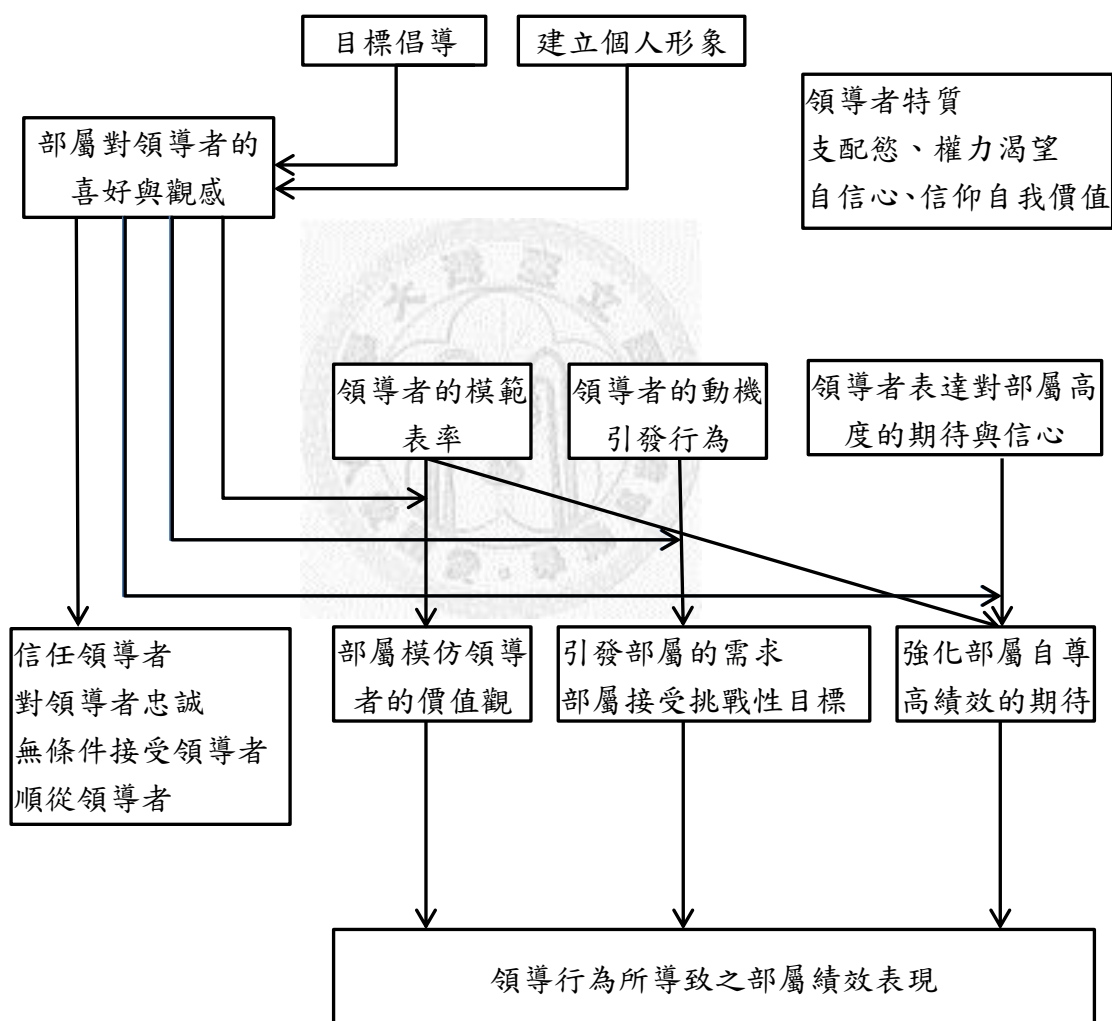 目標倡導
建立個人形象
領導者特質
支配慾、權力渴望
自信心、信仰自我價值
部屬對領導者的
喜好與觀感
領導者的模範
表率
領導者的動機
引發行為
領導者表達對部屬高
度的期待與信心
信任領導者
對領導者忠誠
無條件接受領導者
順從領導者
部屬模仿領導
者的價值觀
引發部屬的需求
部屬接受挑戰性目標
強化部屬自尊
高績效的期待
領導行為所導致之部屬績效表現